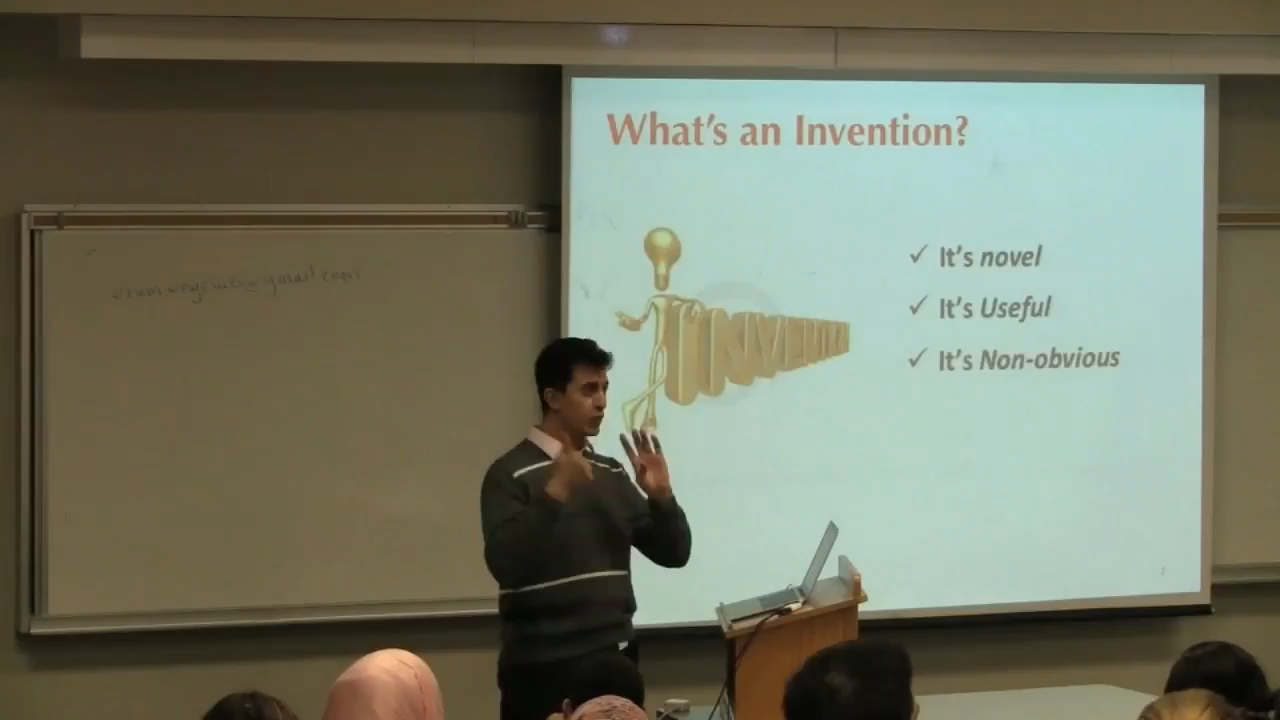 What's an Invention?
✓ It's novel
✓ It's Useful
✓ It's Non-obvious